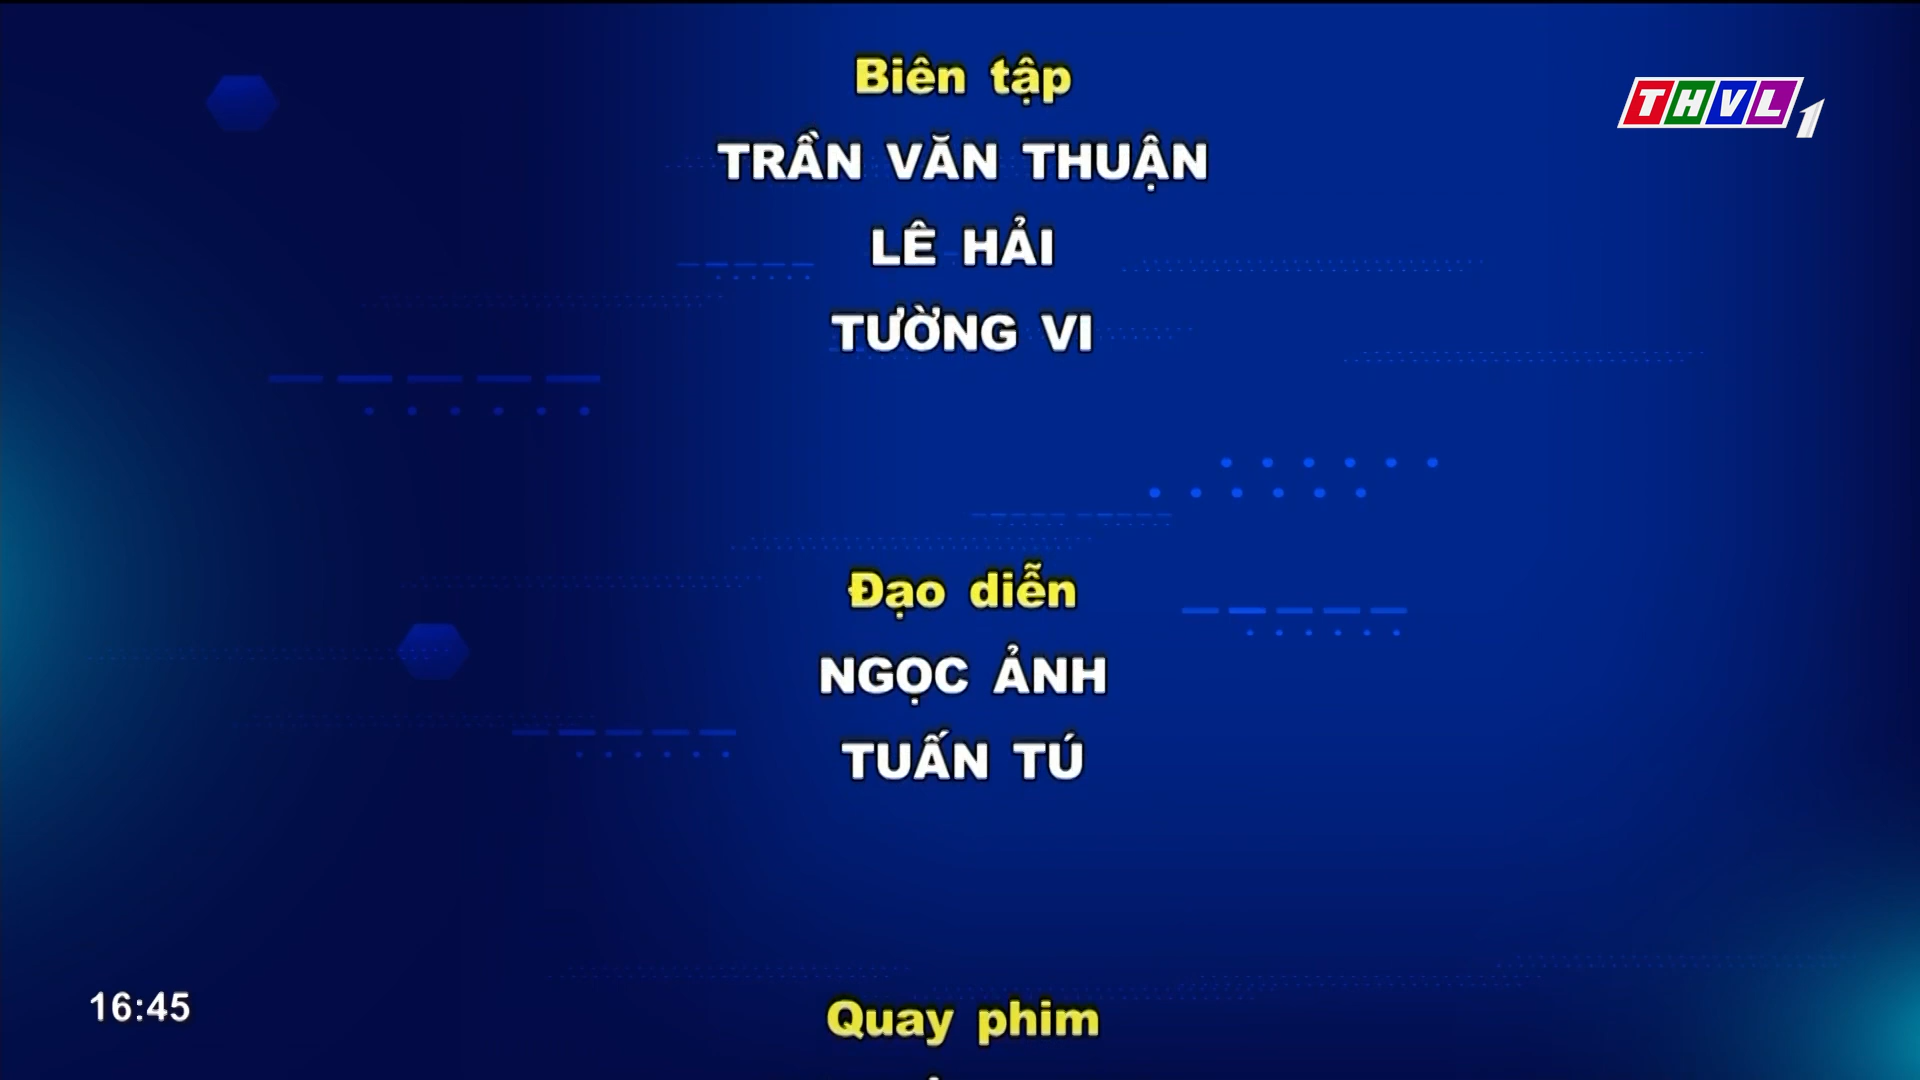 Biên tập
THVL1
TRẦN VĂN THUẬN
LÊ HẢI
TƯỜNG VI
Đạo diễn
NGỌC ẢNH
TUẤN TÚ
16:45
Quay phim